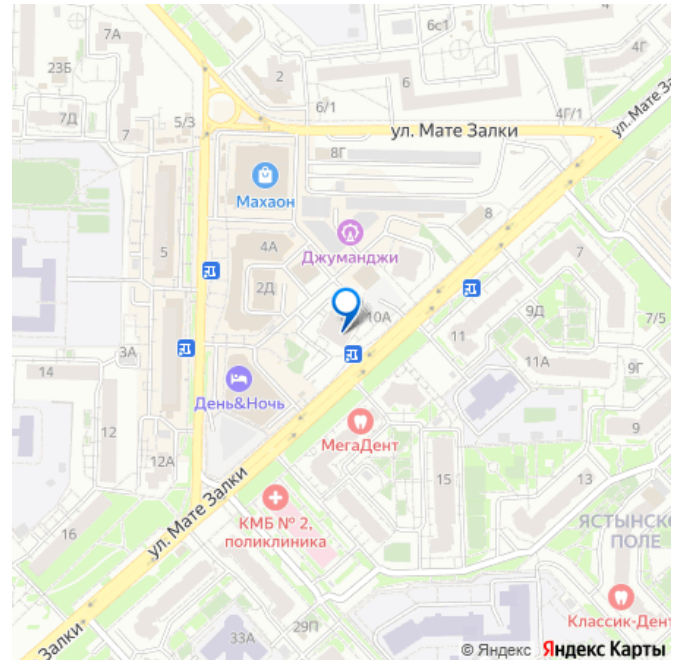 7А
6с1
23Б
2
6
4Г
7Д
7
5/3
6/1
4Г/1
ул. Мате За
ул. Мате Залки
8Г
Махаон
5
8
4А
Джуманджи
7
2Д
10А
9Д
7/5
11
3А
14
11А
9Г
День&Ночь
12
МегаДент
9
12А
15
13
ул. Мате Залки
16
КМБ № 2,
поликлиника
ЯСТЫНСКО
ПОЛЕ
Классик-Дент
29П
33А
Залки
© Яндекс Яндекс Карты